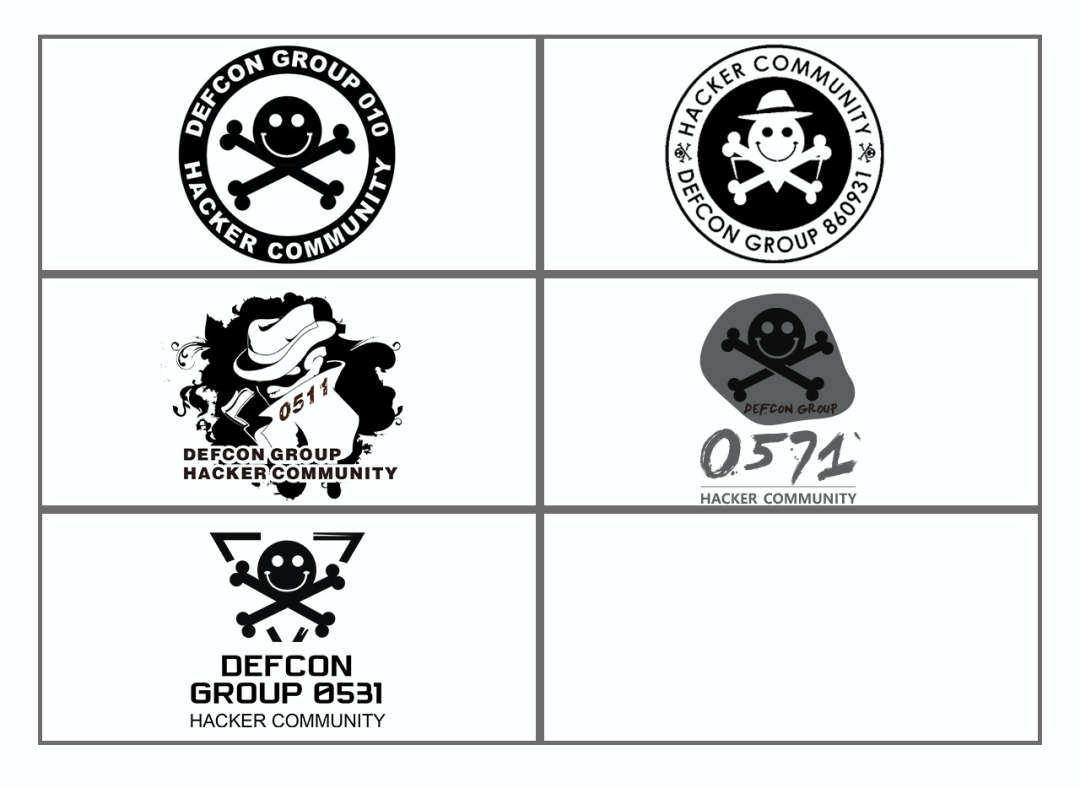 DEFCON GROUP 010
HACKER COMMUNITY
HACKER COMMUNITY
DEFCON GROUP 860931
0511
DEFCON GROUP
HACKER COMMUNITY
DEFCON GROUP
0571
HACKER COMMUNITY
DEFCON
GROUP 0531
HACKER COMMUNITY